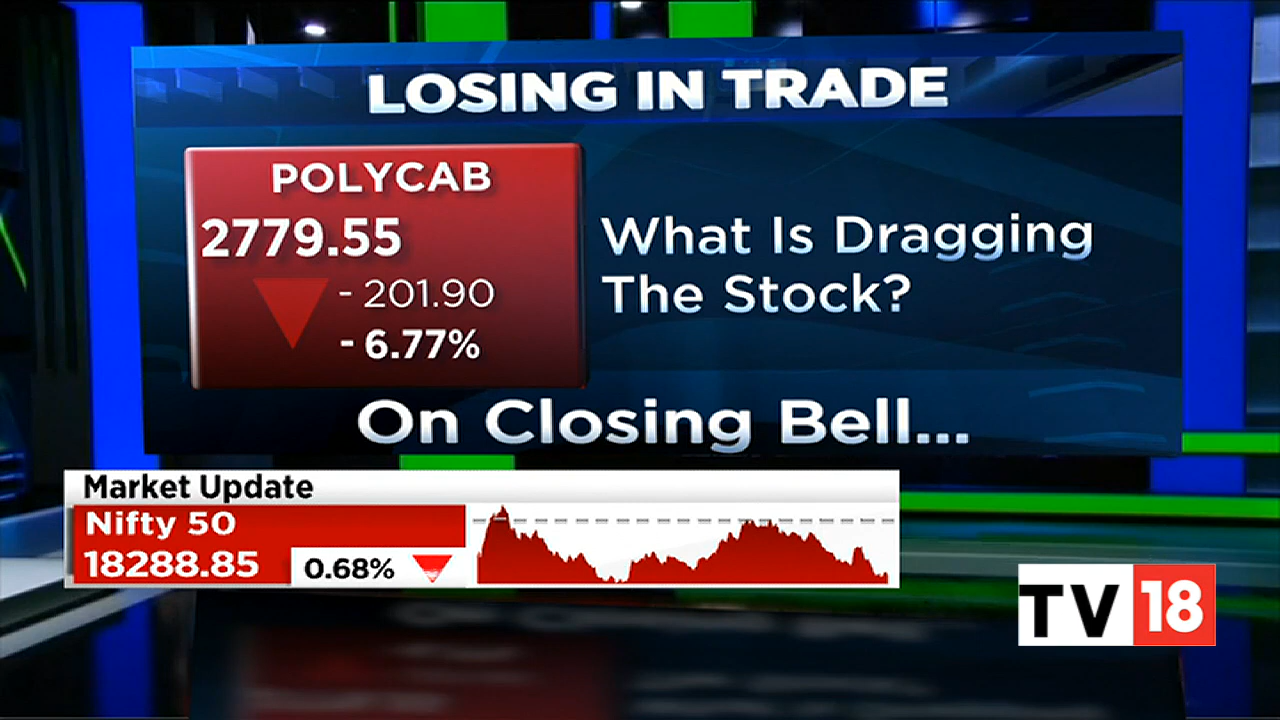 LOSING IN TRADE
POLYCAB
2779.55
- 201.90
- 6.77%
What Is Dragging
The Stock?
On Closing Bell...
Market Update
Nifty 50
18288.85
0.68%
TV18